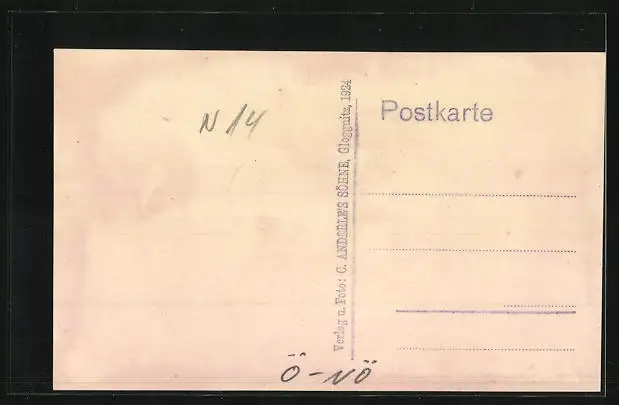 N 14
Verlag u. Foto: C. ANDERLE'S SÖHNE, Gloggnitz, 1924
Postkarte
Ö-NÖ